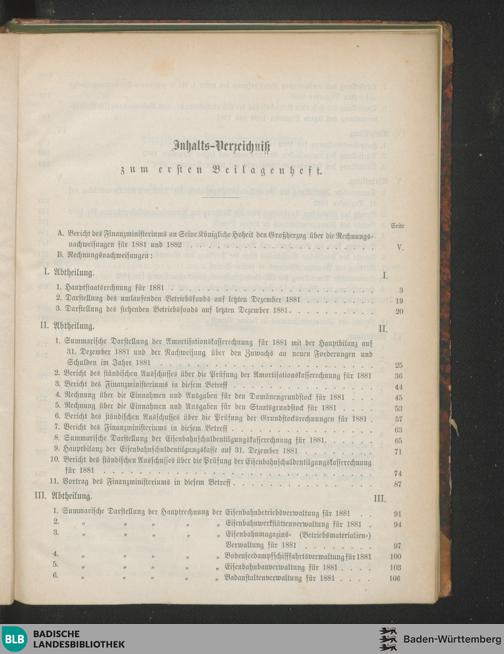 Inhalts-Verzeichniß
zum ersten Beilagenheft.
Seite
A. Bericht des Finanzministeriums an Seine Königliche Hoheit den Großherzog über die Rechnungs-
nachweisungen für 1881 und 1882 . . . . . V.
B. Rechnungsnachweisungen:
I. Abtheilung. I.
1. Hauptstaatsrechnung für 1881 . . . . . 3
2. Darstellung des umlaufenden Betriebsfonds auf letzten Dezember 1881 . . . . . 19
3. Darstellung des stehenden Betriebsfonds auf letzten Dezember 1881 . . . . . 20
II. Abtheilung. II.
1. Summarische Darstellung der Amortisationskasserechnung für 1881 mit der Hauptbilanz auf
31. Dezember 1881 und der Nachweisung über den Zuwachs an neuen Forderungen und
Schulden im Jahre 1881 . . . . . 25
2. Bericht des ständischen Ausschusses über die Prüfung der Amortisationskasserechnung für 1881 36
3. Bericht des Finanzministeriums in diesem Betreff . . . . . 44
4. Rechnung über die Einnahmen und Ausgaben für den Domänengrundstock für 1881 . . . 45
5. Rechnung über die Einnahmen und Ausgaben für den Staatsgrundstock für 1881 . . . . 53
6. Bericht des ständischen Ausschusses über die Prüfung der Grundstocksrechnungen für 1881 . 57
7. Bericht des Finanzministeriums in diesem Betreff . . . . . 63
8. Summarische Darstellung der Eisenbahnschuldentilgungskasserechnung für 1881 . . . . . 65
9. Hauptbilanz der Eisenbahnschuldentilgungskasse auf 31. Dezember 1881 . . . . . 71
10. Bericht des ständischen Ausschusses über die Prüfung der Eisenbahnschuldentilgungskasserechnung
für 1881 . . . . . 74
11. Vortrag des Finanzministeriums in diesem Betreff . . . . . 87
III. Abtheilung. III.
1. Summarische Darstellung der Hauptrechnung der Eisenbahnbetriebsverwaltung für 1881 . . 91
2. „ „ „ „ „ Eisenbahnwerkstättenverwaltung für 1881 . 94
3. „ „ „ „ „ Eisenbahnmagazins- (Betriebsmaterialien-)
Verwaltung für 1881 . . . . . 97
4. „ „ „ „ „ Bodenseedampfschifffahrtsverwaltung für 1881 100
5. „ „ „ „ „ Eisenbahnbauverwaltung für 1881 . . . . 103
6. „ „ „ „ „ Badanstaltenverwaltung für 1881 . . . . 106
BLB BADISCHE
LANDESBIBLIOTHEK
Baden-Württemberg